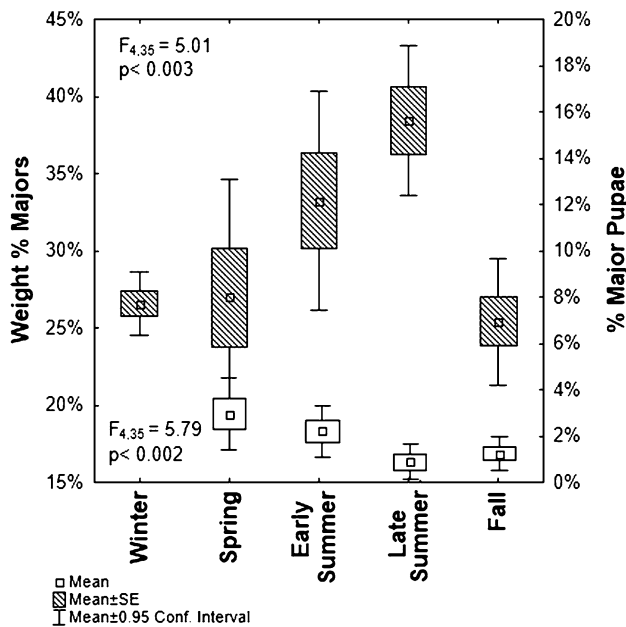 45%
40%
35%
30%
25%
20%
15%
Weight % Majors
F4.35 = 5.01
p< 0.003
F4.35 = 5.79
p< 0.002
20%
18%
16%
14%
12%
10%
8%
6%
4%
2%
0%
% Major Pupae
Winter
Spring
Early
Summer
Late
Summer
Fall
Mean
Mean±SE
Mean±0.95 Conf. Interval